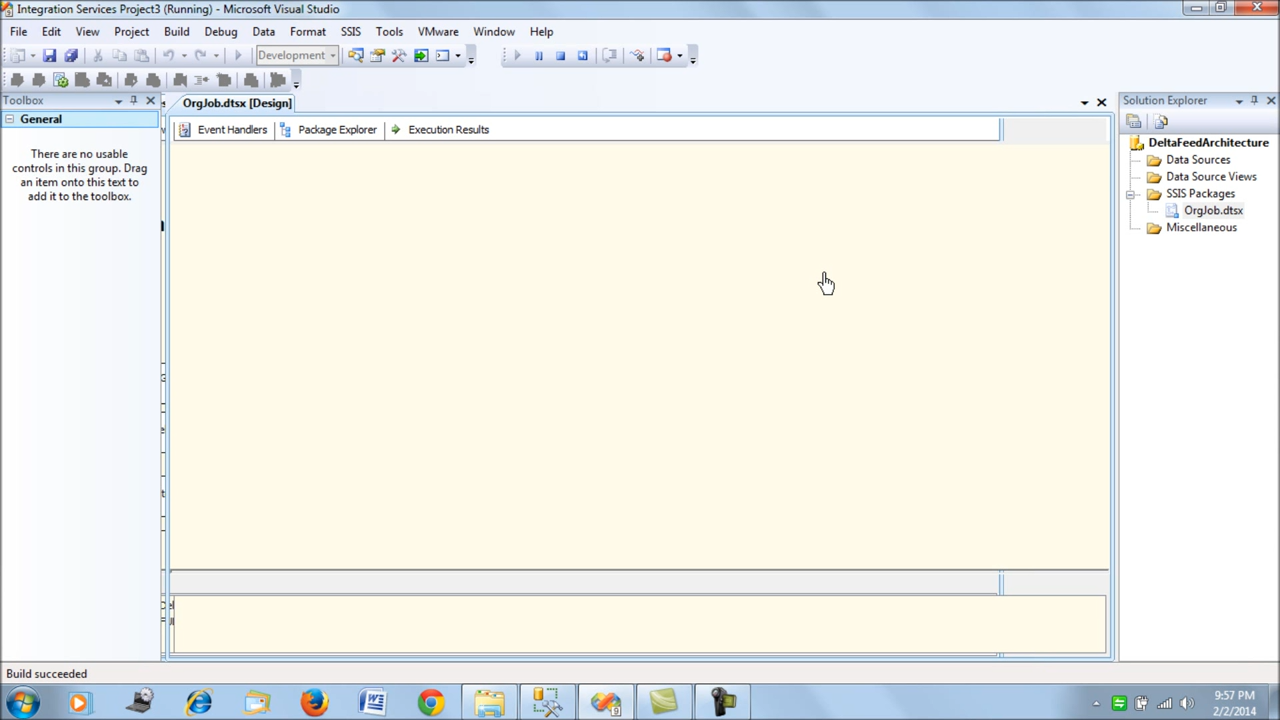 Integration Services Project3 (Running) - Microsoft Visual Studio
File Edit View Project Build Debug Data Format SSIS Tools VMware Window Help
Development
Toolbox
OrgJob.dtsx [Design]
Solution Explorer
General
Event Handlers Package Explorer Execution Results
There are no usable
controls in this group. Drag
an item onto this text to
add it to the toolbox.
DeltaFeedArchitecture
Data Sources
Data Source Views
SSIS Packages
OrgJob.dtsx
Miscellaneous
Build succeeded
9:57 PM
2/2/2014